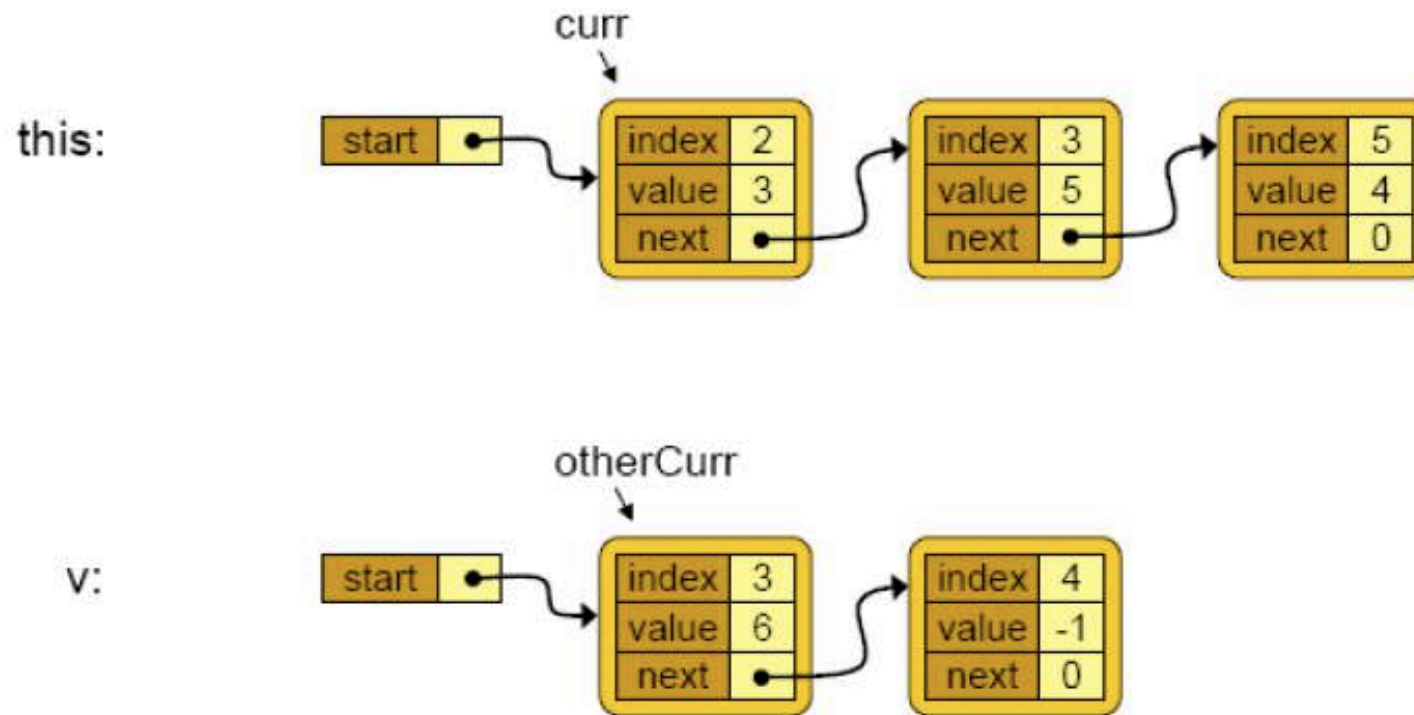 curr
this:
start
index 2
value 3
next
index 3
value 5
next
index 5
value 4
next 0
otherCurr
v:
start
index 3
value 6
next
index 4
value -1
next 0